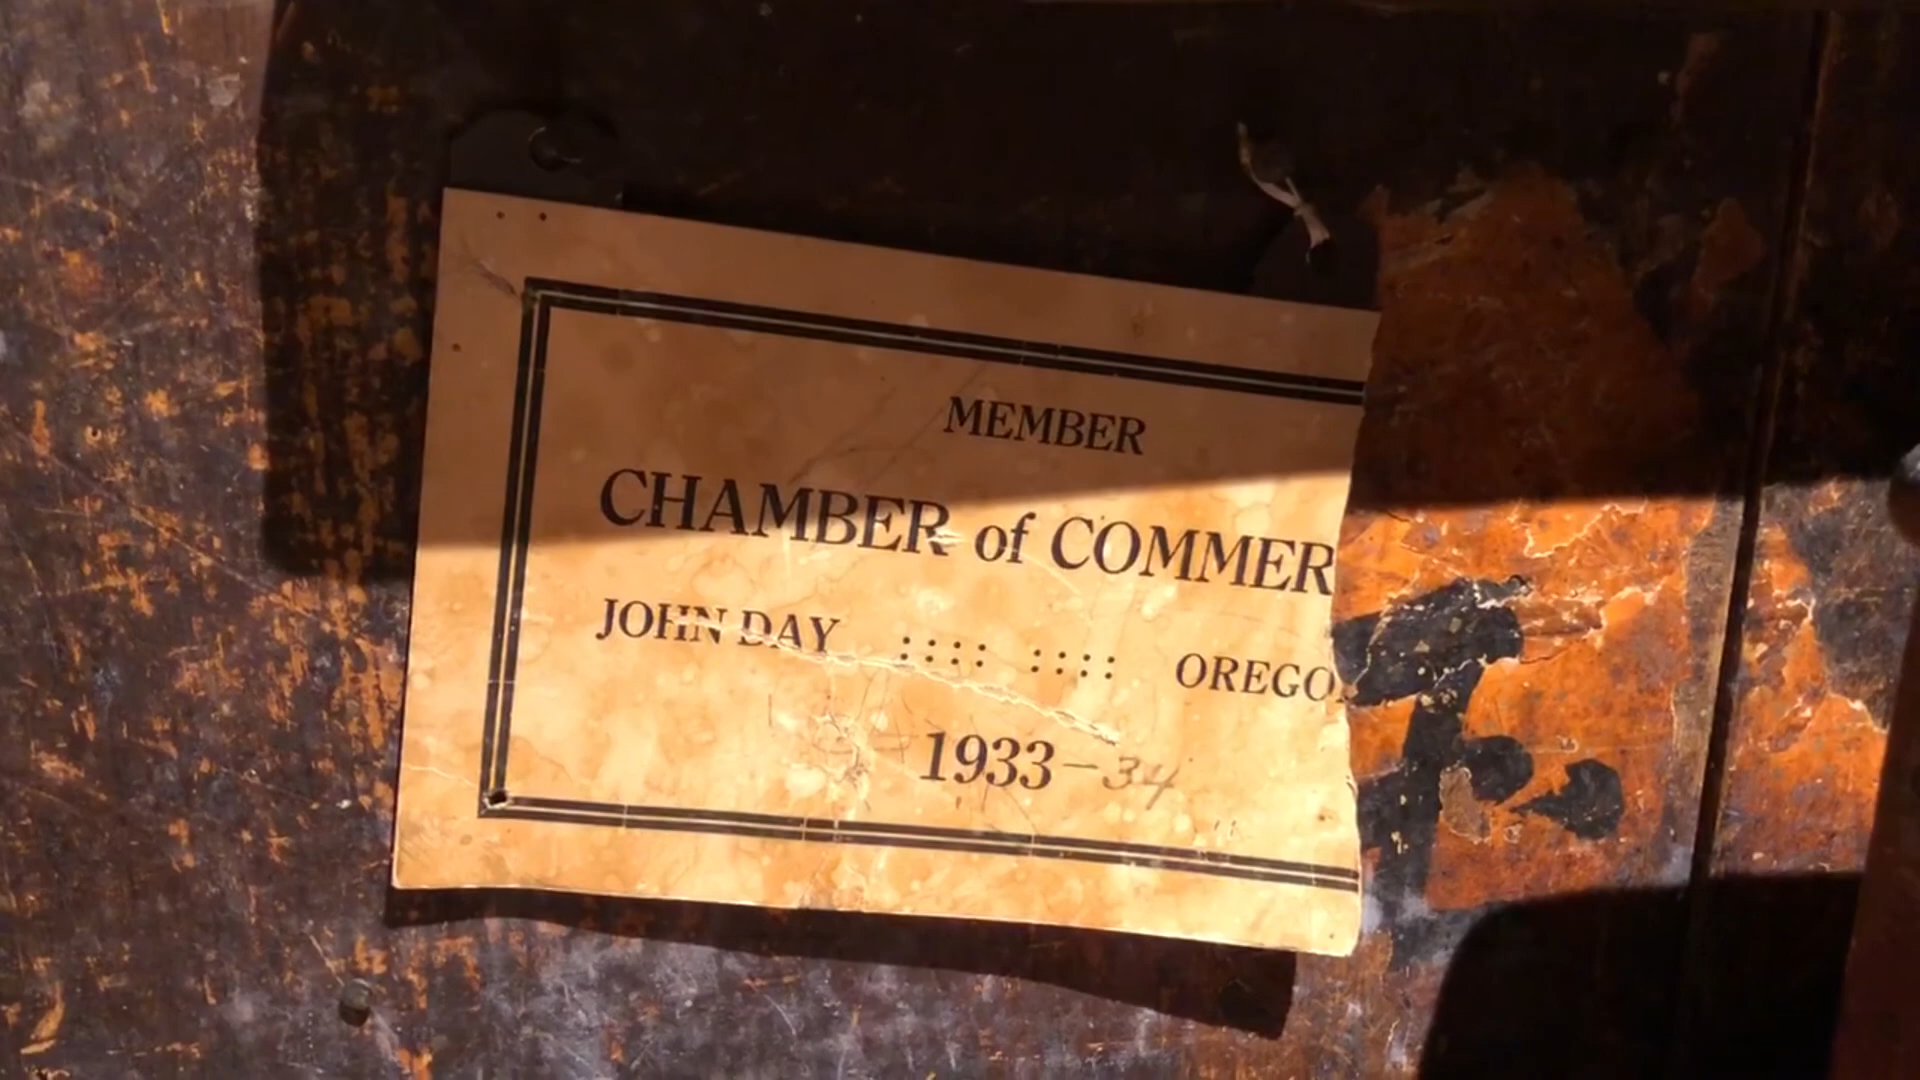 MEMBER
CHAMBER of COMMER
JOHN DAY :::: :::: OREGO
1933-34